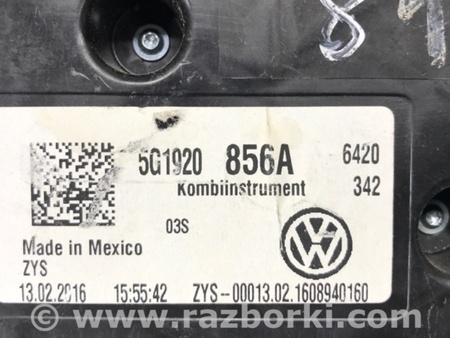 5G1920 856A 6420
Kombiinstrument 342
03S
Made in Mexico
ZYS
13.02.2016 15:55:42 ZYS-00013.02.1608940160
www.razborki.com